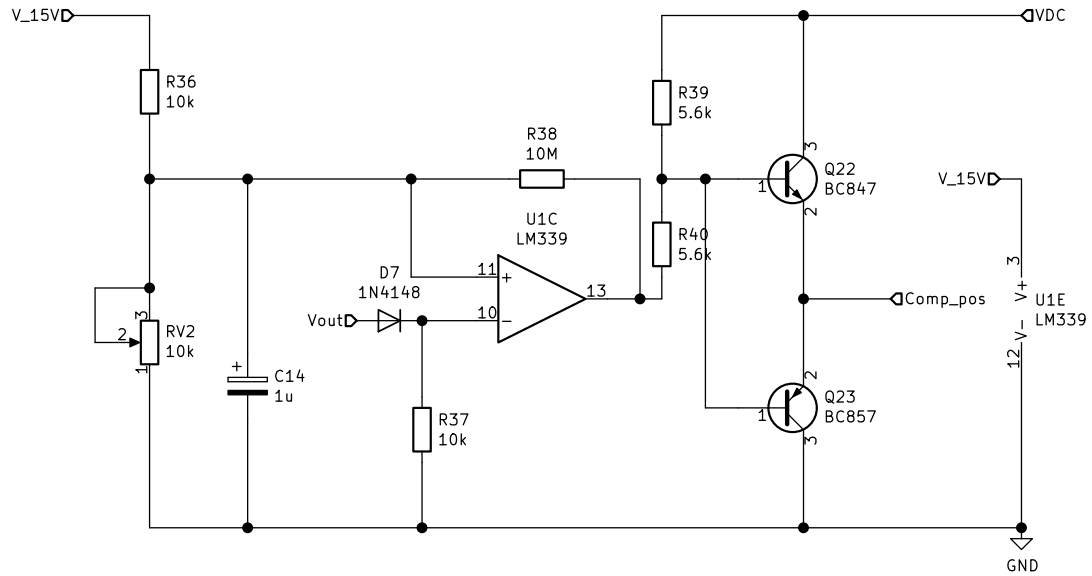 V_15V
VDC
R36
10k
R39
5.6k
R38
10M
3
Q22
BC847
1
2
V_15V
U1C
LM339
R40
5.6k
D7
1N4148
11
+
13
10
−
Vout
3
V+
U1E
LM339
V-
12
Comp_pos
3
2
RV2
10k
1
+
C14
1u
R37
10k
2
Q23
BC857
1
3
GND